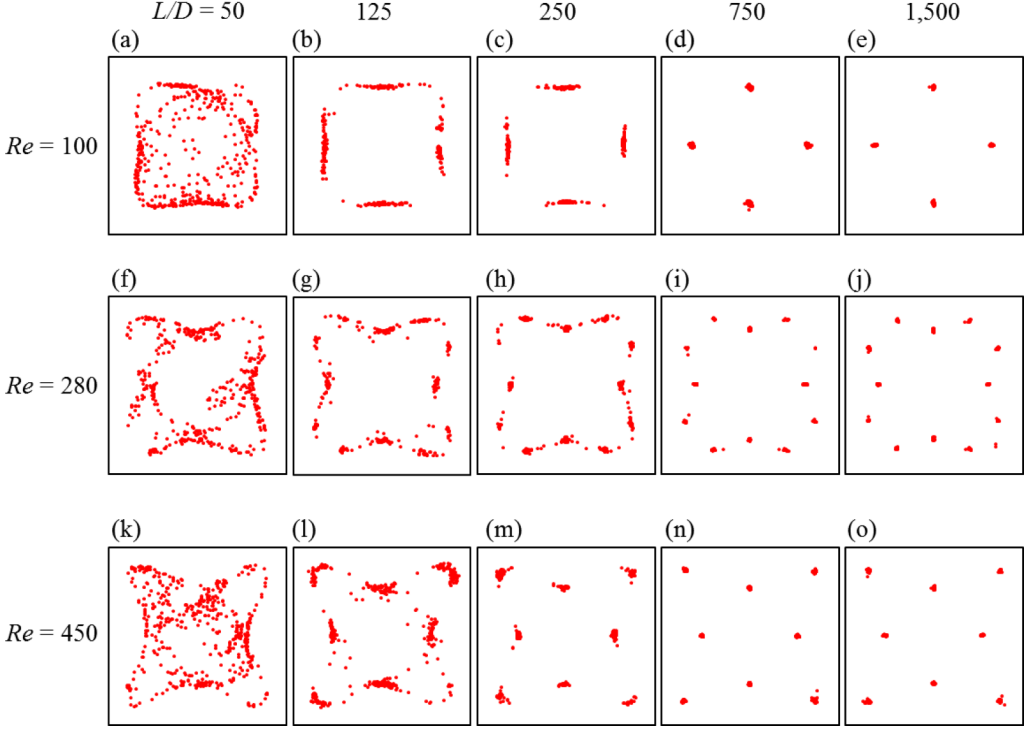 L/D = 50 125 250 750 1,500
(a) (b) (c) (d) (e)
Re = 100
(f) (g) (h) (i) (j)
Re = 280
(k) (l) (m) (n) (o)
Re = 450